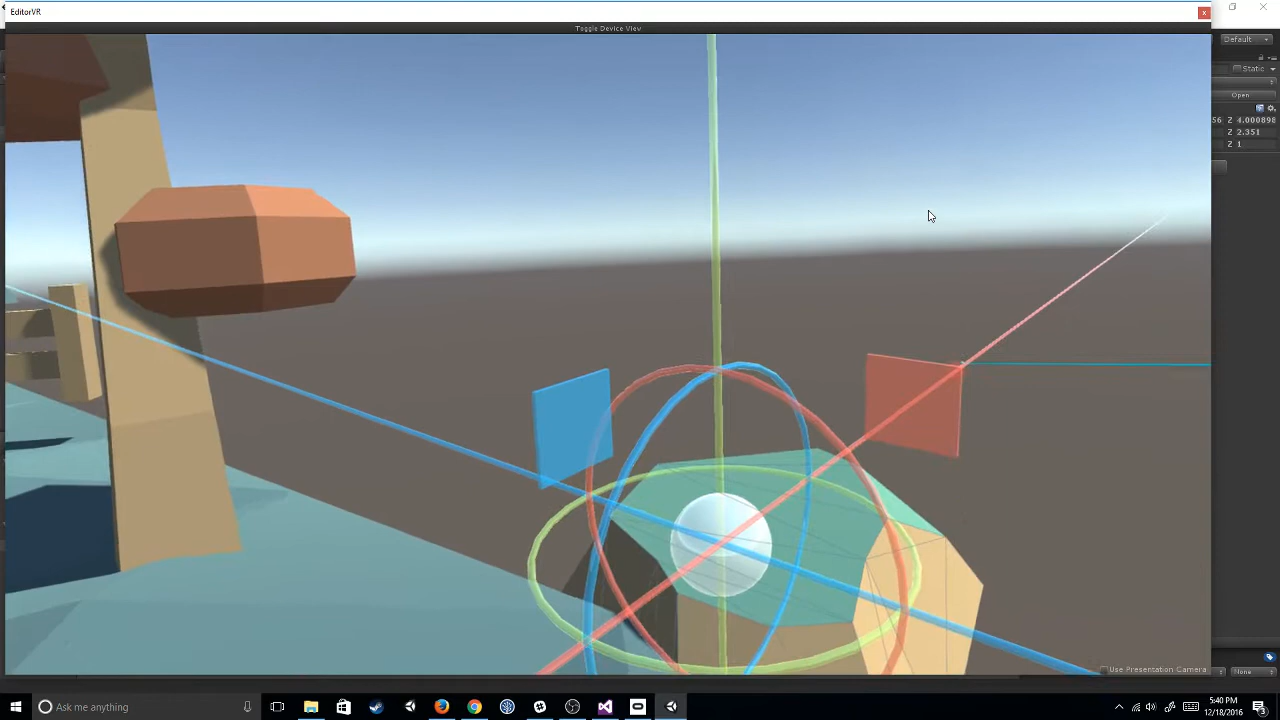 EditorVR
Toggle Device View
Default
Static
Open
56 Z 4.000898
Z 2.351
Z 1
Use Presentation Camera
None
Ask me anything
5:40 PM
12/18/2016